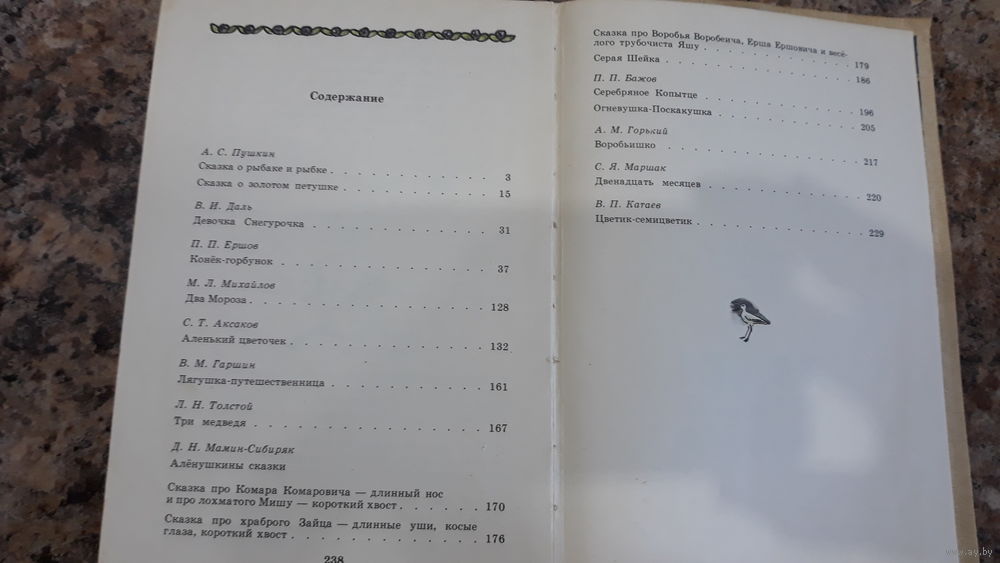 Содержание
А. С. Пушкин
Сказка о рыбаке и рыбке . . . . . . . . . . . . 3
Сказка о золотом петушке . . . . . . . . . . . 15
В. И. Даль
Девочка Снегурочка . . . . . . . . . . . . . 31
П. П. Ершов
Конёк-горбунок . . . . . . . . . . . . . . 37
М. Л. Михайлов
Два Мороза . . . . . . . . . . . . . . . 128
С. Т. Аксаков
Аленький цветочек . . . . . . . . . . . . . 132
В. М. Гаршин
Лягушка-путешественница . . . . . . . . . . 161
Л. Н. Толстой
Три медведя . . . . . . . . . . . . . . . 167
Д. Н. Мамин-Сибиряк
Алёнушкины сказки
Сказка про Комара Комаровича — длинный нос
и про лохматого Мишу — короткий хвост . . . . . . 170
Сказка про храброго Зайца — длинные уши, косые
глаза, короткий хвост . . . . . . . . . . . . . 176
238
Сказка про Воробья Воробеича, Ерша Ершовича и весё-
лого трубочиста Яшу . . . . . . . . . . . . 179
Серая Шейка . . . . . . . . . . . . . . . 186
П. П. Бажов
Серебряное Копытце . . . . . . . . . . . . 196
Огневушка-Поскакушка . . . . . . . . . . . 205
А. М. Горький
Воробьишко . . . . . . . . . . . . . . . 217
С. Я. Маршак
Двенадцать месяцев . . . . . . . . . . . . 220
В. П. Катаев
Цветик-семицветик . . . . . . . . . . . . . 229
www.ay.by